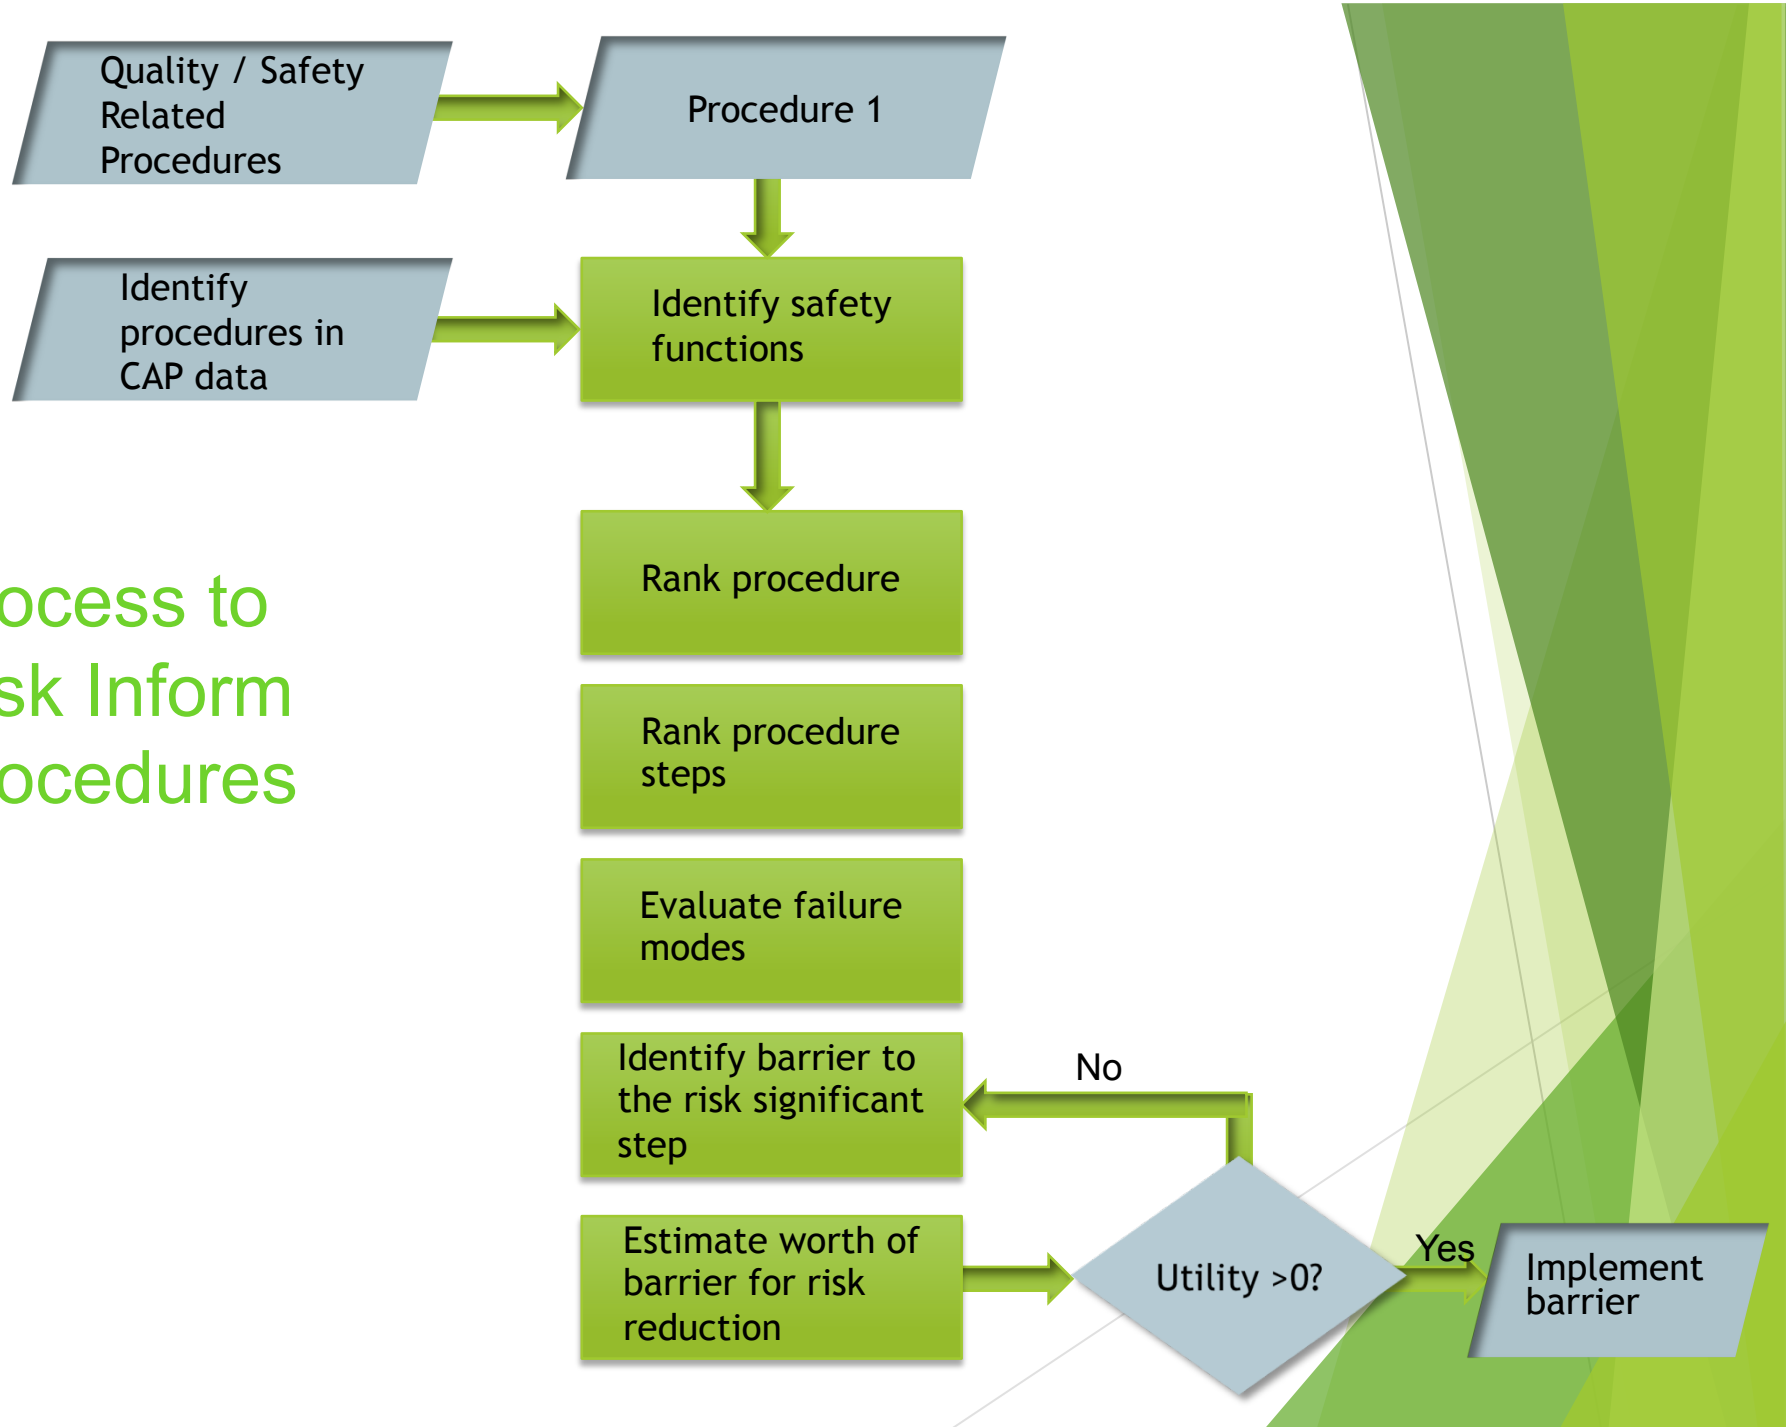 Quality / Safety
Related
Procedures
Procedure 1
Identify
procedures in
CAP data
Identify safety
functions
ocess to
sk Inform
ocedures
Rank procedure
Rank procedure
steps
Evaluate failure
modes
Identify barrier to
the risk significant
step
No
Estimate worth of
barrier for risk
reduction
Utility >0?
Yes
Implement
barrier